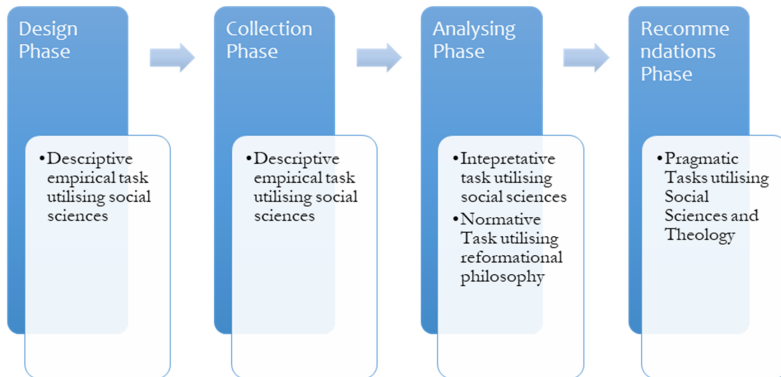 Design
Phase
•Descriptive
empirical task
utilising social
sciences
Collection
Phase
•Descriptive
empirical task
utilising social
sciences
Analysing
Phase
•Intepretative
task utilising
social sciences
•Normative
Task utilising
reformational
philosophy
Recomme
ndations
Phase
•Pragmatic
Tasks utilising
Social
Sciences and
Theology